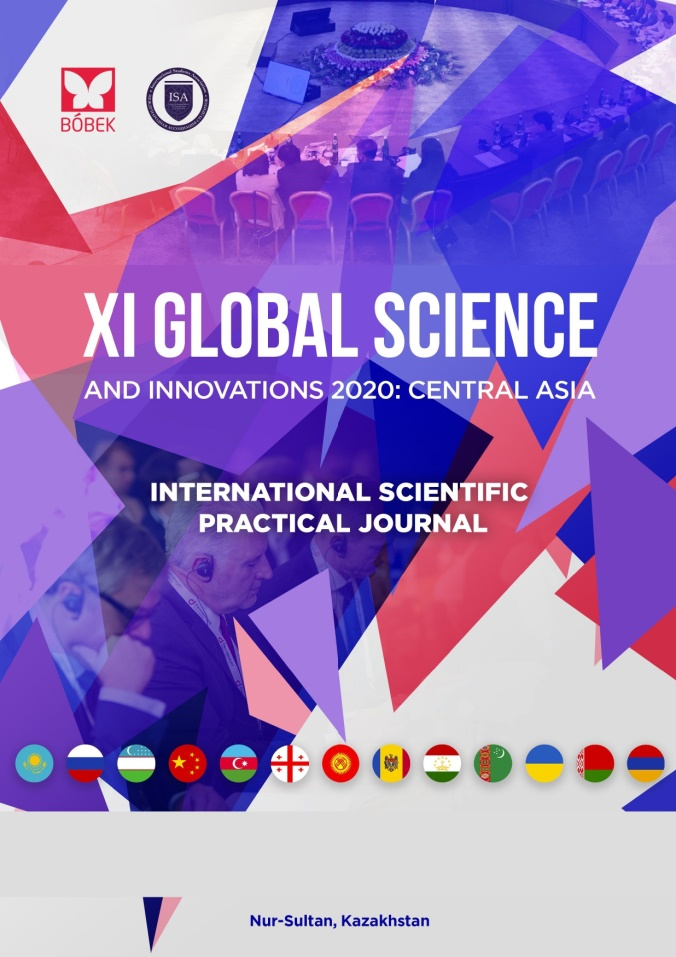 BÓBEK
ISA
XI GLOBAL SCIENCE
AND INNOVATIONS 2020: CENTRAL ASIA
INTERNATIONAL SCIENTIFIC
PRACTICAL JOURNAL
Nur-Sultan, Kazakhstan